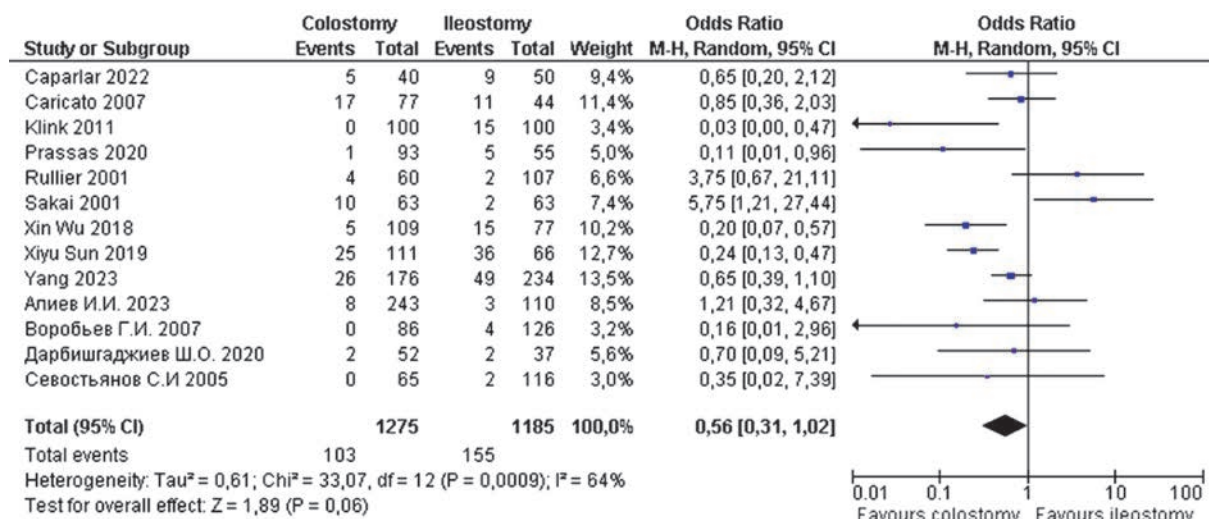 Colostomy Ileostomy Odds Ratio Odds Ratio
Study or Subgroup Events Total Events Total Weight M-H, Random, 95% CI M-H, Random, 95% CI
Caparlar 2022 5 40 9 50 9,4% 0,65 [0,20, 2,12]
Caricato 2007 17 77 11 44 11,4% 0,85 [0,36, 2,03]
Klink 2011 0 100 15 100 3,4% 0,03 [0,00, 0,47]
Prassas 2020 1 93 5 55 5,0% 0,11 [0,01, 0,96]
Rullier 2001 4 60 2 107 6,6% 3,75 [0,67, 21,11]
Sakai 2001 10 63 2 63 7,4% 5,75 [1,21, 27,44]
Xin Wu 2018 5 109 15 77 10,2% 0,20 [0,07, 0,57]
Xiyu Sun 2019 25 111 36 66 12,7% 0,24 [0,13, 0,47]
Yang 2023 26 176 49 234 13,5% 0,65 [0,39, 1,10]
Алиев И.И. 2023 8 243 3 110 8,5% 1,21 [0,32, 4,67]
Воробьев Г.И. 2007 0 86 4 126 3,2% 0,16 [0,01, 2,96]
Дарбишгаджиев Ш.О. 2020 2 52 2 37 5,6% 0,70 [0,09, 5,21]
Севостьянов С.И 2005 0 65 2 116 3,0% 0,35 [0,02, 7,39]
Total (95% CI) 1275 1185 100,0% 0,56 [0,31, 1,02]
Total events 103 155
Heterogeneity: Tau² = 0,61; Chi² = 33,07, df = 12 (P = 0,0009); I² = 64%
Test for overall effect: Z = 1,89 (P = 0,06)
0.01 0.1 1 10 100
Favours colostomy Favours ileostomy